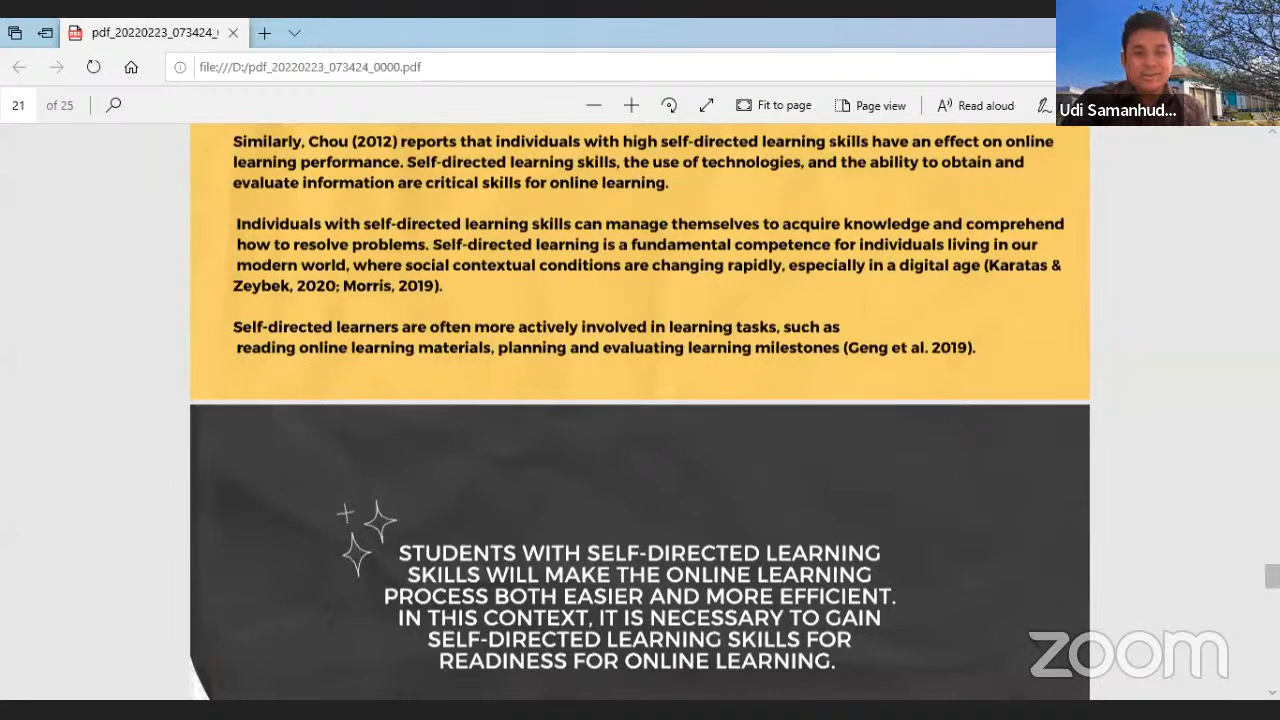 pdf_20220223_073424_
file:///D:/pdf_20220223_073424_0000.pdf
21 of 25
Fit to page
Page view
Read aloud
Udi Samanhud...
Similarly, Chou (2012) reports that individuals with high self-directed learning skills have an effect on online
learning performance. Self-directed learning skills, the use of technologies, and the ability to obtain and
evaluate information are critical skills for online learning.
Individuals with self-directed learning skills can manage themselves to acquire knowledge and comprehend
how to resolve problems. Self-directed learning is a fundamental competence for individuals living in our
modern world, where social contextual conditions are changing rapidly, especially in a digital age (Karatas &
Zeybek, 2020; Morris, 2019).
Self-directed learners are often more actively involved in learning tasks, such as
reading online learning materials, planning and evaluating learning milestones (Geng et al. 2019).
STUDENTS WITH SELF-DIRECTED LEARNING
SKILLS WILL MAKE THE ONLINE LEARNING
PROCESS BOTH EASIER AND MORE EFFICIENT.
IN THIS CONTEXT, IT IS NECESSARY TO GAIN
SELF-DIRECTED LEARNING SKILLS FOR
READINESS FOR ONLINE LEARNING.
zoom